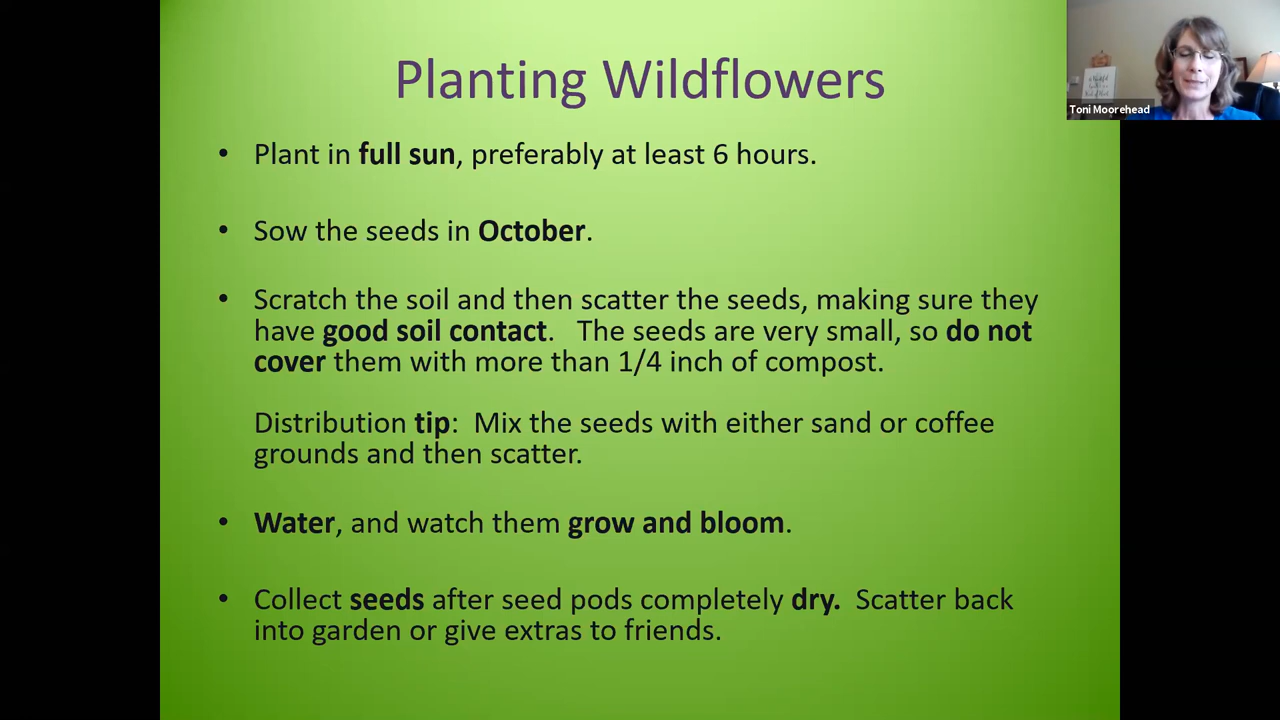 Planting Wildflowers
Toni Moorehead
• Plant in full sun, preferably at least 6 hours.
• Sow the seeds in October.
• Scratch the soil and then scatter the seeds, making sure they
have good soil contact.   The seeds are very small, so do not
cover them with more than 1/4 inch of compost.
Distribution tip:  Mix the seeds with either sand or coffee
grounds and then scatter.
• Water, and watch them grow and bloom.
• Collect seeds after seed pods completely dry.  Scatter back
into garden or give extras to friends.